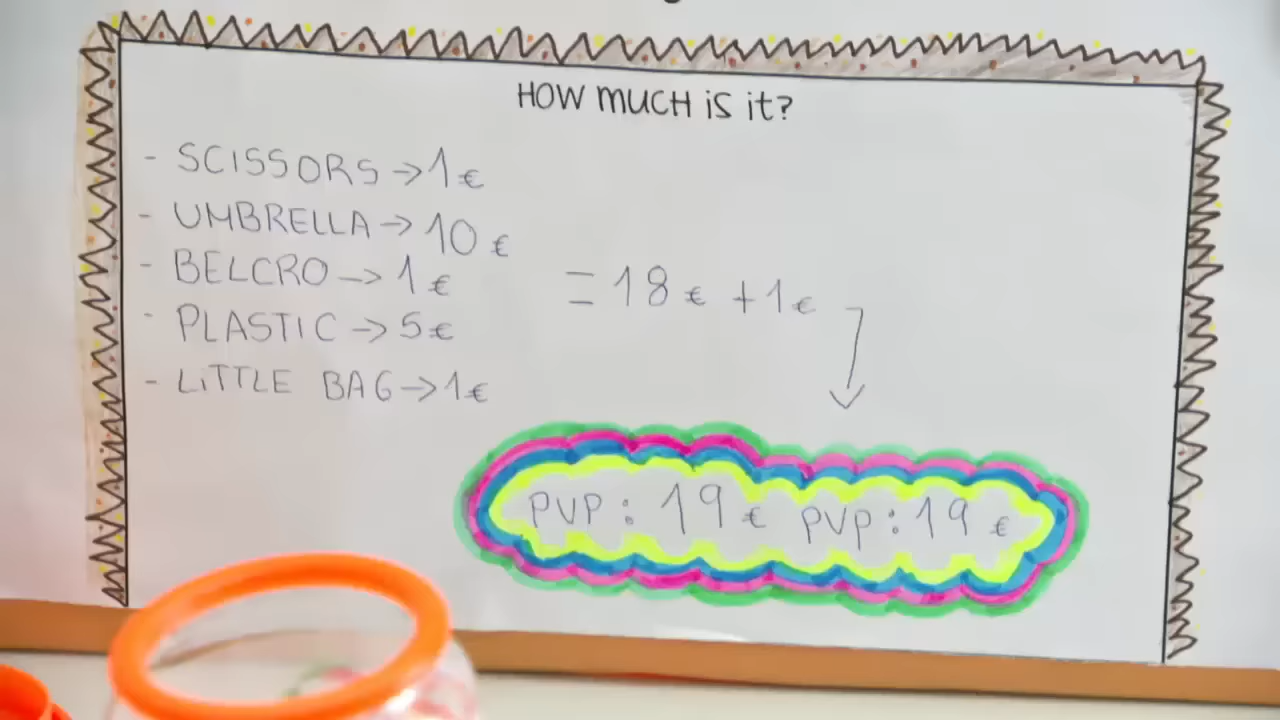 HOW MUCH is it?
- SCISSORS → 1 €
- UMBRELLA → 10 €
- BELCRO → 1 €
- PLASTIC → 5 €
- LiTTLE BAG → 1 €
= 18 € + 1 €
PVP : 19 € PVP : 19 €